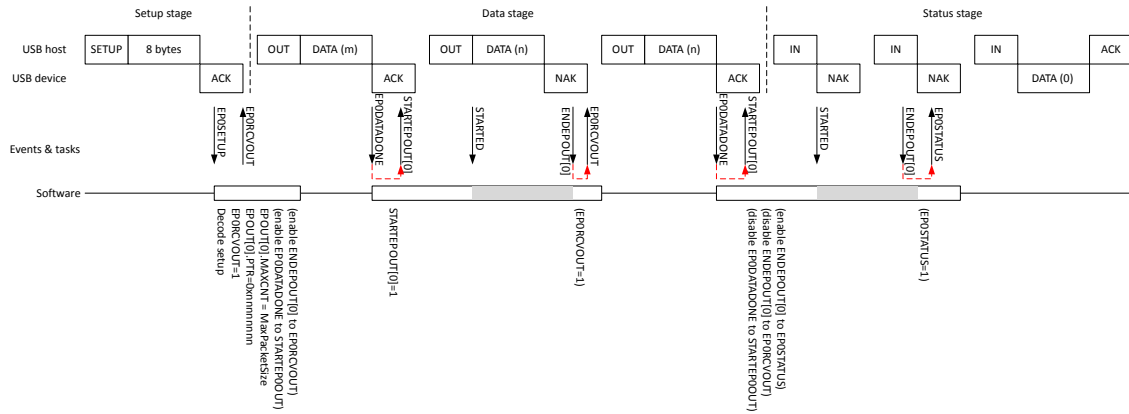 Setup stage
Data stage
Status stage
USB host
SETUP
8 bytes
OUT
DATA (m)
OUT
DATA (n)
OUT
DATA (n)
IN
IN
IN
ACK
USB device
ACK
ACK
NAK
ACK
NAK
NAK
DATA (0)
Events & tasks
EP0SETUP
EP0RCVOUT
EP0DATADONE
STARTEPOUT[0]
STARTED
ENDEPOUT[0]
EP0RCVOUT
EP0DATADONE
STARTEPOUT[0]
STARTED
ENDEPOUT[0]
EP0STATUS
Software
Decode setup
EP0RCVOUT=1
EPOUT[0].PTR=0xnnnnnnnn
EPOUT[0].MAXCNT = MaxPacketSize
(enable EP0DATADONE to STARTEP0OUT)
(enable ENDEPOUT[0] to EP0RCVOUT)
STARTEPOUT[0]=1
(EP0RCVOUT=1)
(disable EP0DATADONE to STARTEP0OUT)
(disable ENDEPOUT[0] to EP0RCVOUT)
(enable ENDEPOUT[0] to EP0STATUS)
(EP0STATUS=1)